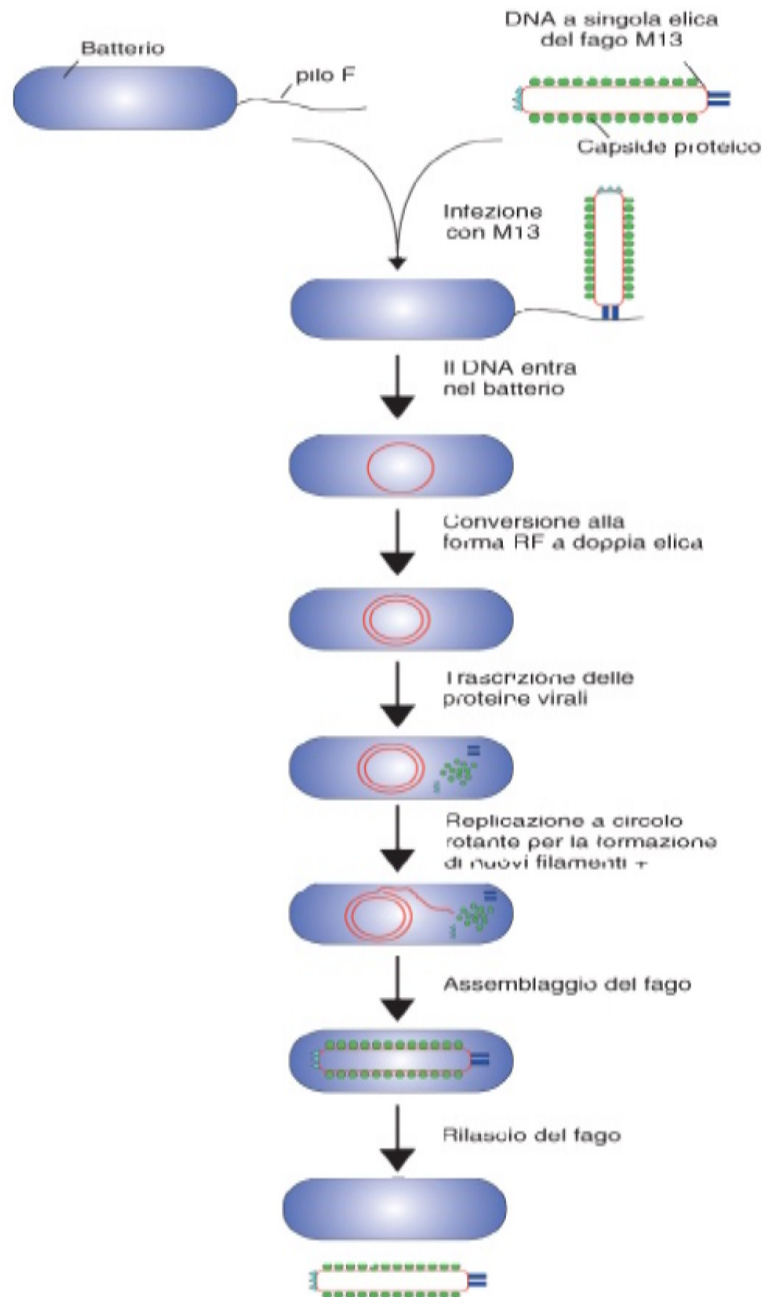 DNA a singola elica
del fago M13
Batterio
pilo F
Capside proteico
Infezione
con M13
Il DNA entra
nel batterio
Conversione alla
forma RF a doppia elica
Trascrizione delle
proteine virali
Replicazione a circolo
rotante per la formazione
di nuovi filamenti +
Assemblaggio del fago
Rilascio del fago